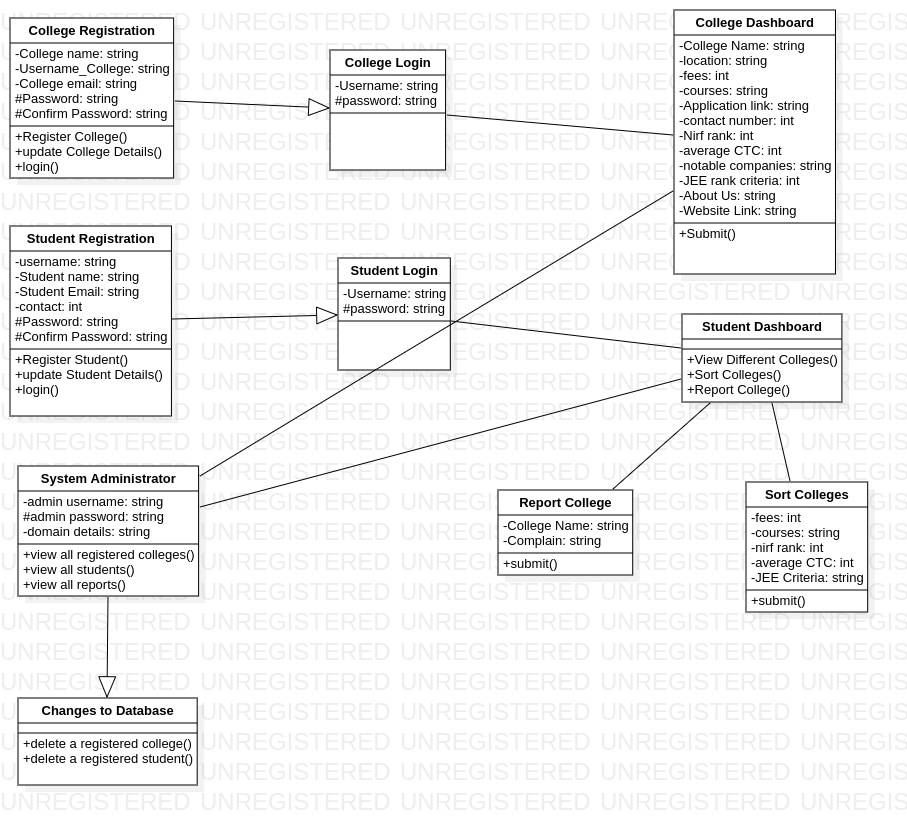 College Registration
-College name: string
-Username_College: string
-College email: string
#Password: string
#Confirm Password: string
+Register College()
+update College Details()
+login()
College Login
-Username: string
#password: string
College Dashboard
-College Name: string
-location: string
-fees: int
-courses: string
-Application link: string
-contact number: int
-Nirf rank: int
-average CTC: int
-notable companies: string
-JEE rank criteria: int
-About Us: string
-Website Link: string
+Submit()
Student Registration
-username: string
-Student name: string
-Student Email: string
-contact: int
#Password: string
#Confirm Password: string
+Register Student()
+update Student Details()
+login()
Student Login
-Username: string
#password: string
Student Dashboard
+View Different Colleges()
+Sort Colleges()
+Report College()
System Administrator
-admin username: string
#admin password: string
-domain details: string
+view all registered colleges()
+view all students()
+view all reports()
Report College
-College Name: string
-Complain: string
+submit()
Sort Colleges
-fees: int
-courses: string
-nirf rank: int
-average CTC: int
-JEE Criteria: string
+submit()
Changes to Database
+delete a registered college()
+delete a registered student()
UNREGISTERED